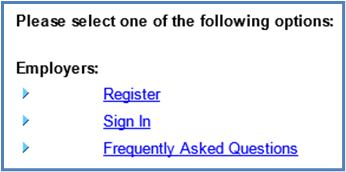 Please select one of the following options:
Employers:
Register
Sign In
Frequently Asked Questions